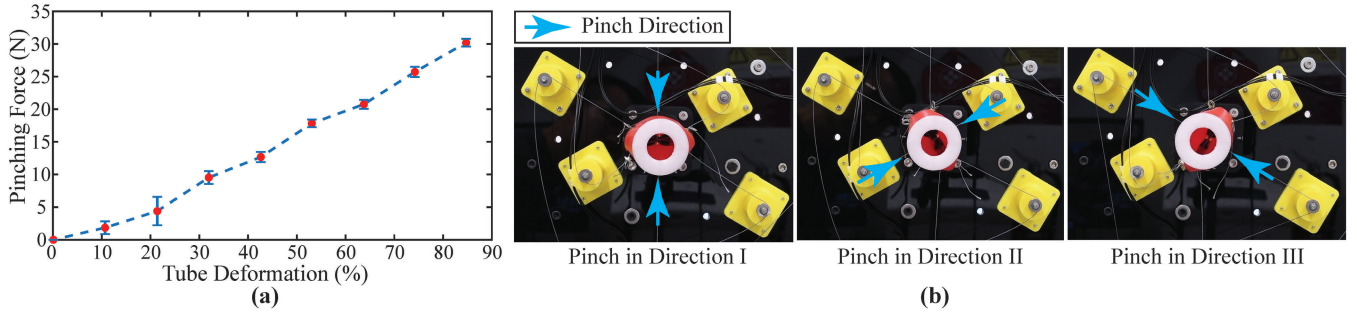 Pinching Force (N)
35
30
25
20
15
10
5
0
0 10 20 30 40 50 60 70 80 90
Tube Deformation (%)
(a)
Pinch Direction
Pinch in Direction I
Pinch in Direction II
Pinch in Direction III
(b)